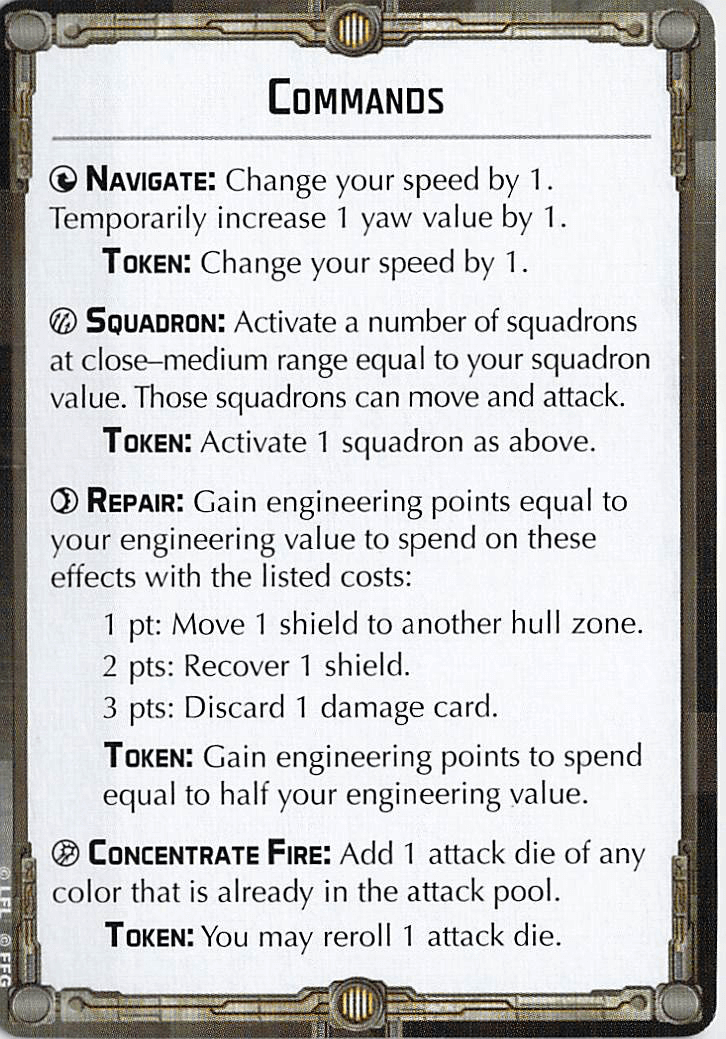 COMMANDS
NAVIGATE: Change your speed by 1.
Temporarily increase 1 yaw value by 1.
TOKEN: Change your speed by 1.
SQUADRON: Activate a number of squadrons
at close–medium range equal to your squadron
value. Those squadrons can move and attack.
TOKEN: Activate 1 squadron as above.
REPAIR: Gain engineering points equal to
your engineering value to spend on these
effects with the listed costs:
1 pt: Move 1 shield to another hull zone.
2 pts: Recover 1 shield.
3 pts: Discard 1 damage card.
TOKEN: Gain engineering points to spend
equal to half your engineering value.
CONCENTRATE FIRE: Add 1 attack die of any
color that is already in the attack pool.
TOKEN: You may reroll 1 attack die.
© LFL © FFG